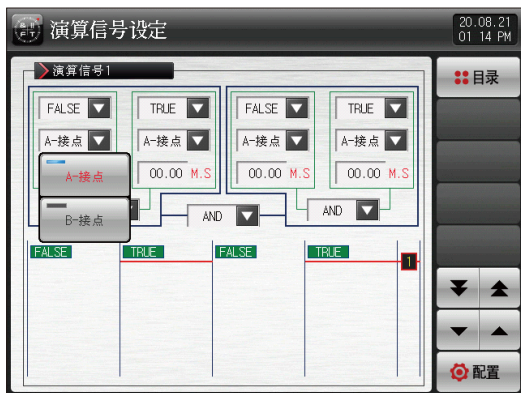 演算信号设定
20.08.21
01 14 PM
演算信号1
FALSE TRUE FALSE TRUE
A-接点 A-接点 A-接点 A-接点
00.00 M.S 00.00 M.S 00.00 M.S
A-接点
B-接点
AND AND
FALSE TRUE FALSE TRUE
1
目录
配置